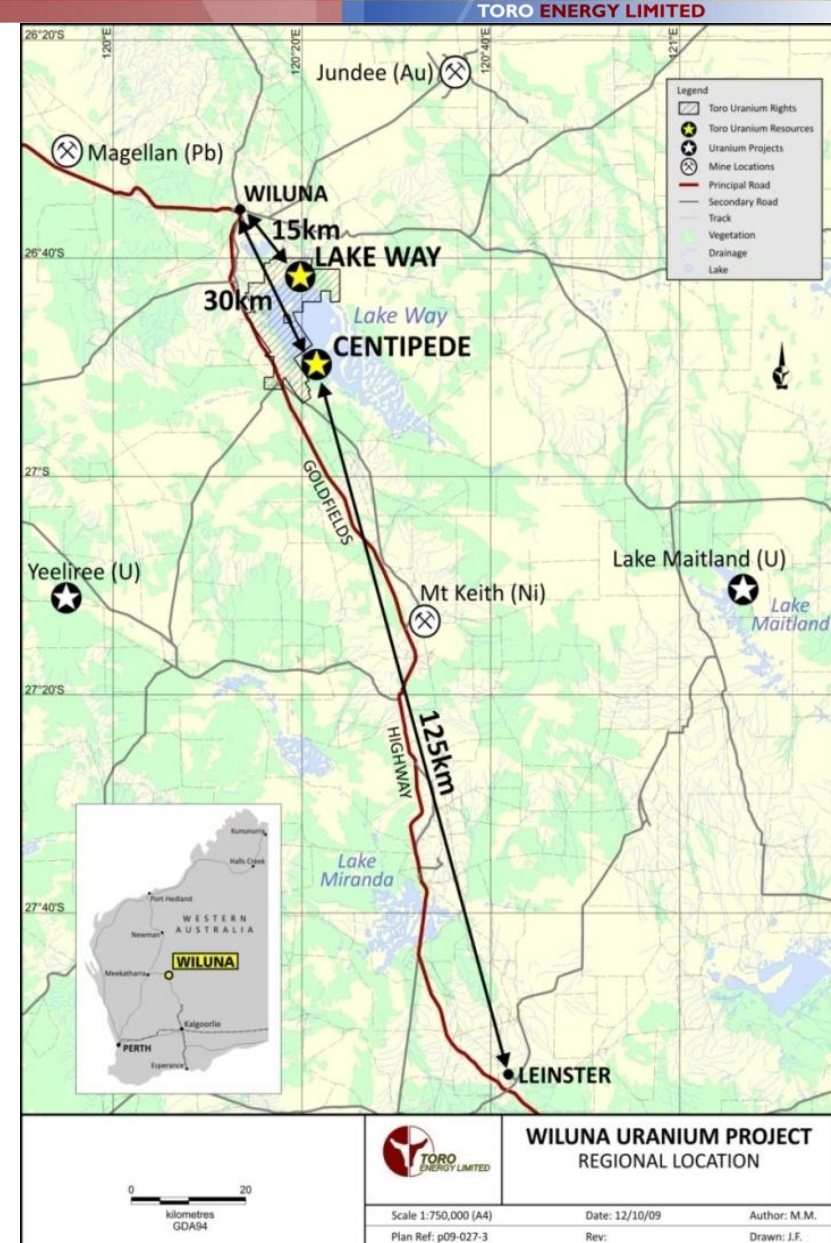 TORO ENERGY LIMITED
26°20'S
120°E
120°20'E
120°40'E
121°E
Jundee (Au)
Magellan (Pb)
Legend
Toro Uranium Rights
Toro Uranium Resources
Uranium Projects
Mine Locations
Principal Road
Secondary Road
Track
Vegetation
Drainage
Lake
WILUNA
15km
26°40'S
LAKE WAY
30km
Lake Way
CENTIPEDE
27°S
GOLDFIELDS
Yeeliree (U)
Lake Maitland (U)
Mt Keith (Ni)
Lake
Maitland
27°20'S
125km
HIGHWAY
Kununurra
Halls Creek
Lake
Miranda
Port Hedland
27°40'S
WESTERN
AUSTRALIA
Newman
WILUNA
Meekatharra
Kalgoorlie
PERTH
Esperance
LEINSTER
TORO
ENERGY LIMITED
WILUNA URANIUM PROJECT
REGIONAL LOCATION
0 20
kilometres
GDA94
Scale 1:750,000 (A4)
Date: 12/10/09
Author: M.M.
Plan Ref: p09-027-3
Rev:
Drawn: J.F.